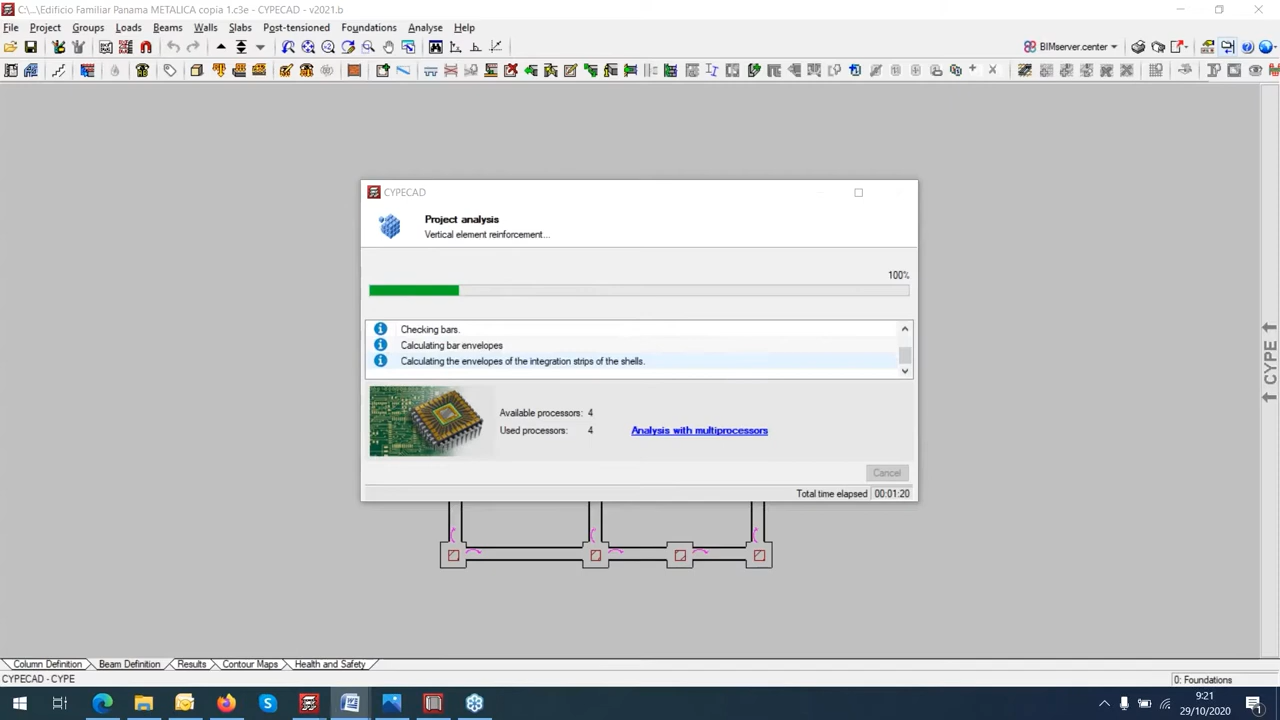 C:\...\Edificio Familiar Panama METALICA copia 1.c3e - CYPECAD - v2021.b
File Project Groups Loads Beams Walls Slabs Post-tensioned Foundations Analyse Help
BIMserver.center
CYPECAD
Project analysis
Vertical element reinforcement...
100%
Checking bars.
Calculating bar envelopes
Calculating the envelopes of the integration strips of the shells.
Available processors: 4
Used processors: 4 Analysis with multiprocessors
Cancel
Total time elapsed 00:01:20
CYPE
Column Definition Beam Definition Results Contour Maps Health and Safety
CYPECAD - CYPE 0: Foundations
9:21
29/10/2020
1